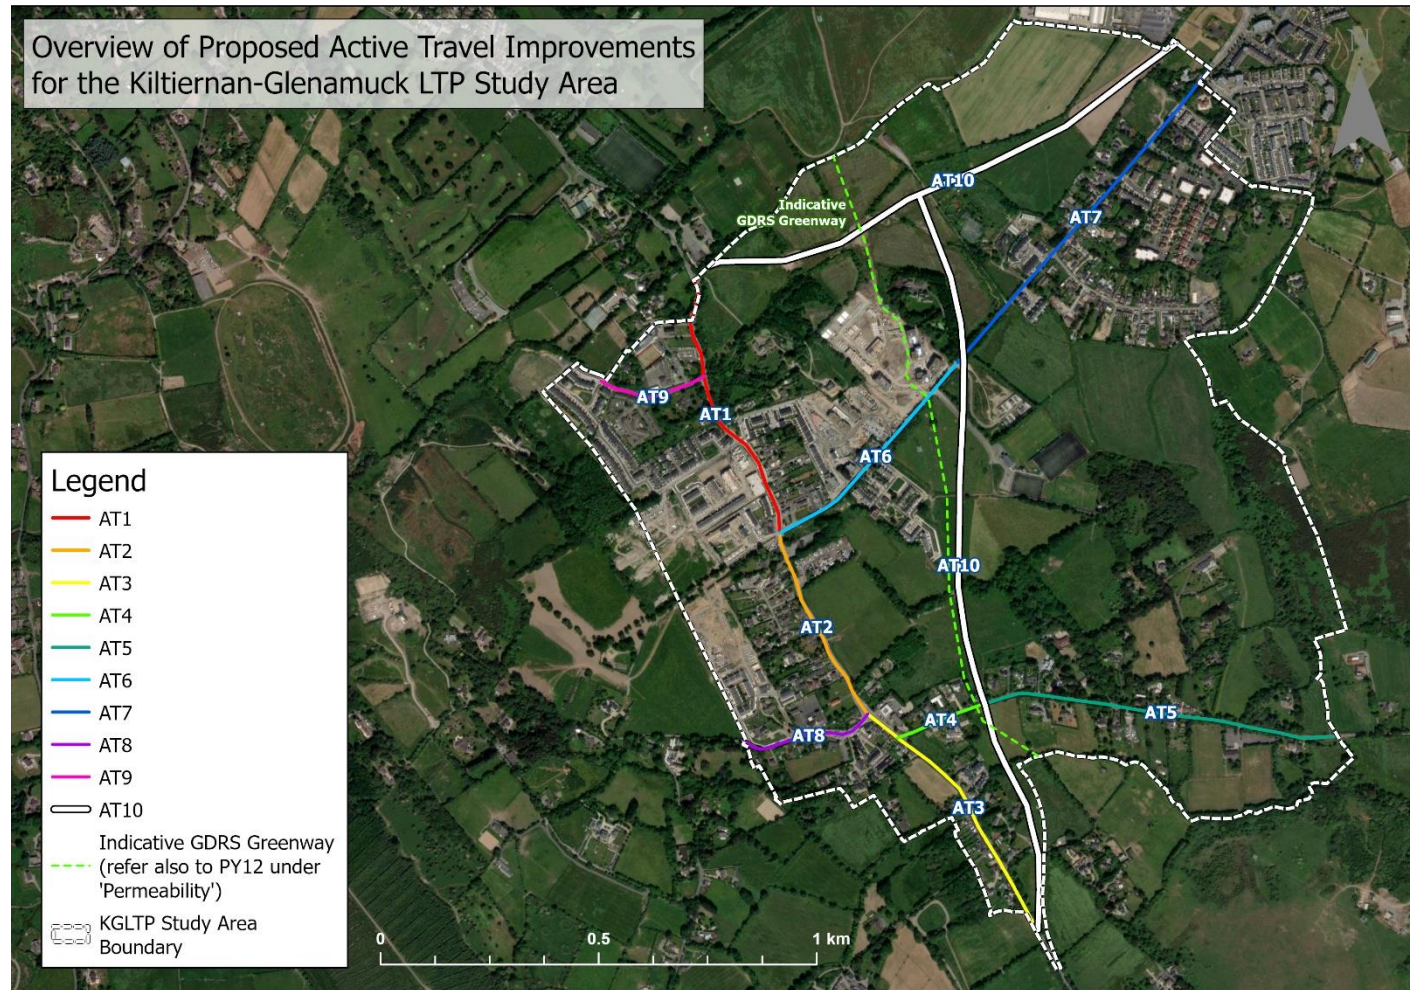 Overview of Proposed Active Travel Improvements
for the Kiltiernan-Glenamuck LTP Study Area
N
AT10
Indicative
GDRS Greenway
AT7
AT9
AT1
AT6
AT10
AT2
AT4
AT5
AT8
AT3
Legend
AT1
AT2
AT3
AT4
AT5
AT6
AT7
AT8
AT9
AT10
Indicative GDRS Greenway
(refer also to PY12 under
'Permeability')
KGLTP Study Area
Boundary
0 0.5 1 km